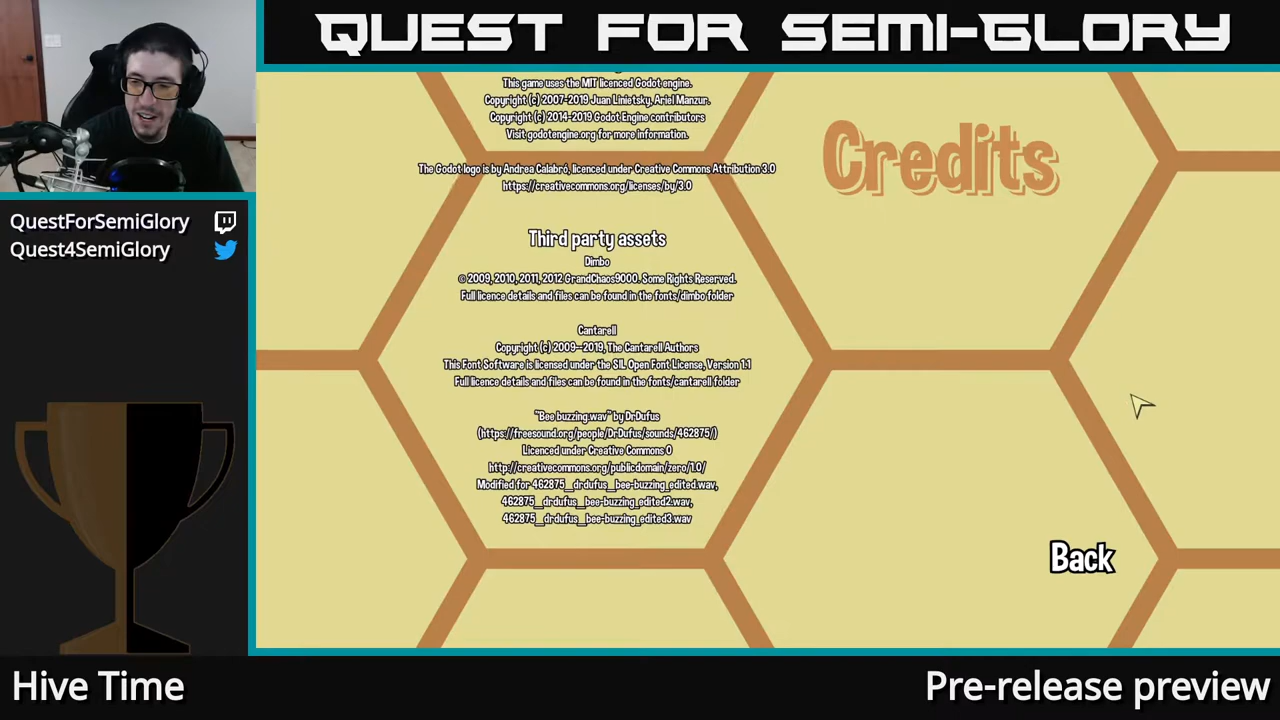 QUEST FOR SEMI-GLORY
QuestForSemiGlory
Quest4SemiGlory
This game uses the MIT licenced Godot engine.
Copyright (c) 2007-2019 Juan Linietsky, Ariel Manzur.
Copyright (c) 2014-2019 Godot Engine contributors
Visit godotengine.org for more information.
The Godot logo is by Andrea Calabró, licenced under Creative Commons Attribution 3.0
https://creativecommons.org/licenses/by/3.0
Third party assets
Dimbo
© 2009, 2010, 2011, 2012 GrandChaos9000. Some Rights Reserved.
Full licence details and files can be found in the fonts/dimbo folder
Cantarell
Copyright (c) 2009—2019, The Cantarell Authors
This Font Software is licensed under the SIL Open Font License, Version 1.1
Full licence details and files can be found in the fonts/cantarell folder
"Bee buzzing.wav" by DrDufus
(https://freesound.org/people/DrDufus/sounds/462875/)
Licenced under Creative Commons 0
http://creativecommons.org/publicdomain/zero/1.0/
Modified for 462875__drdufus__bee-buzzing_edited.wav,
462875__drdufus__bee-buzzing_edited2.wav,
462875__drdufus__bee-buzzing_edited3.wav
Credits
Back
Hive Time
Pre-release preview